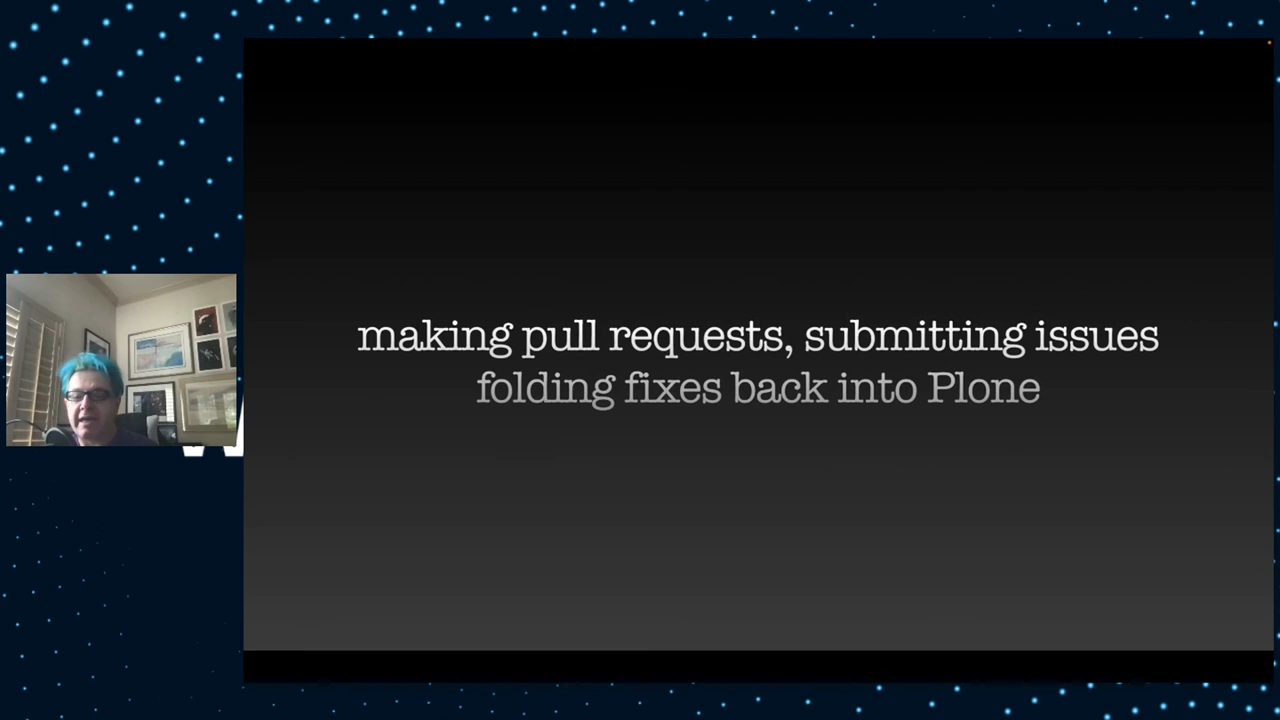 making pull requests, submitting issues
folding fixes back into Plone